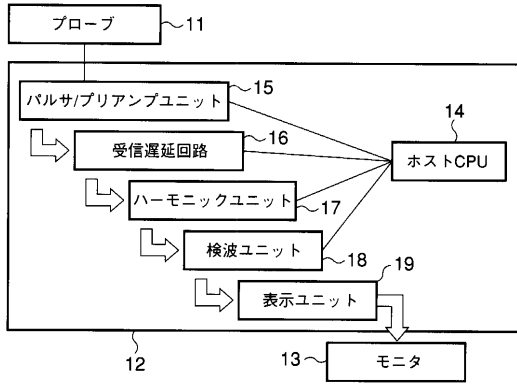 プローブ
11
パルサ/プリアンプユニット
15
受信遅延回路
16
14
ホストCPU
ハーモニックユニット
17
検波ユニット
18
19
表示ユニット
12
13
モニタ